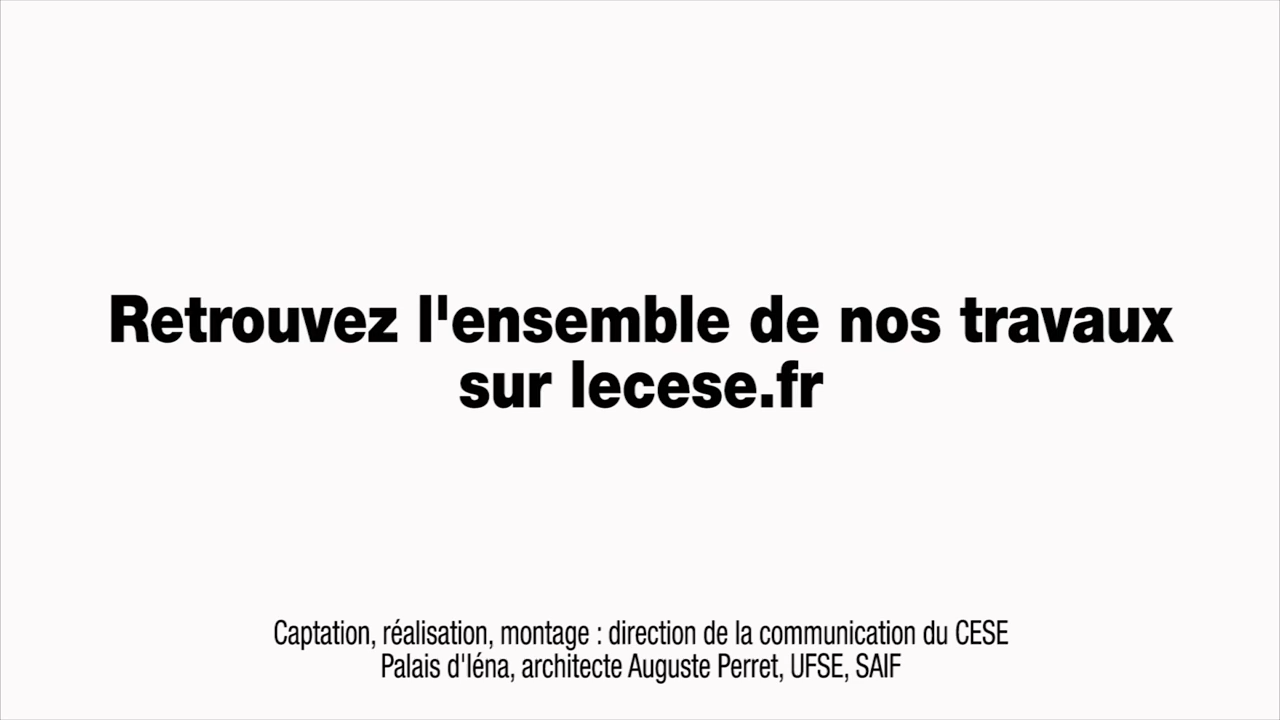 Retrouvez l'ensemble de nos travaux
sur lecese.fr
Captation, réalisation, montage : direction de la communication du CESE
Palais d'Iéna, architecte Auguste Perret, UFSE, SAIF